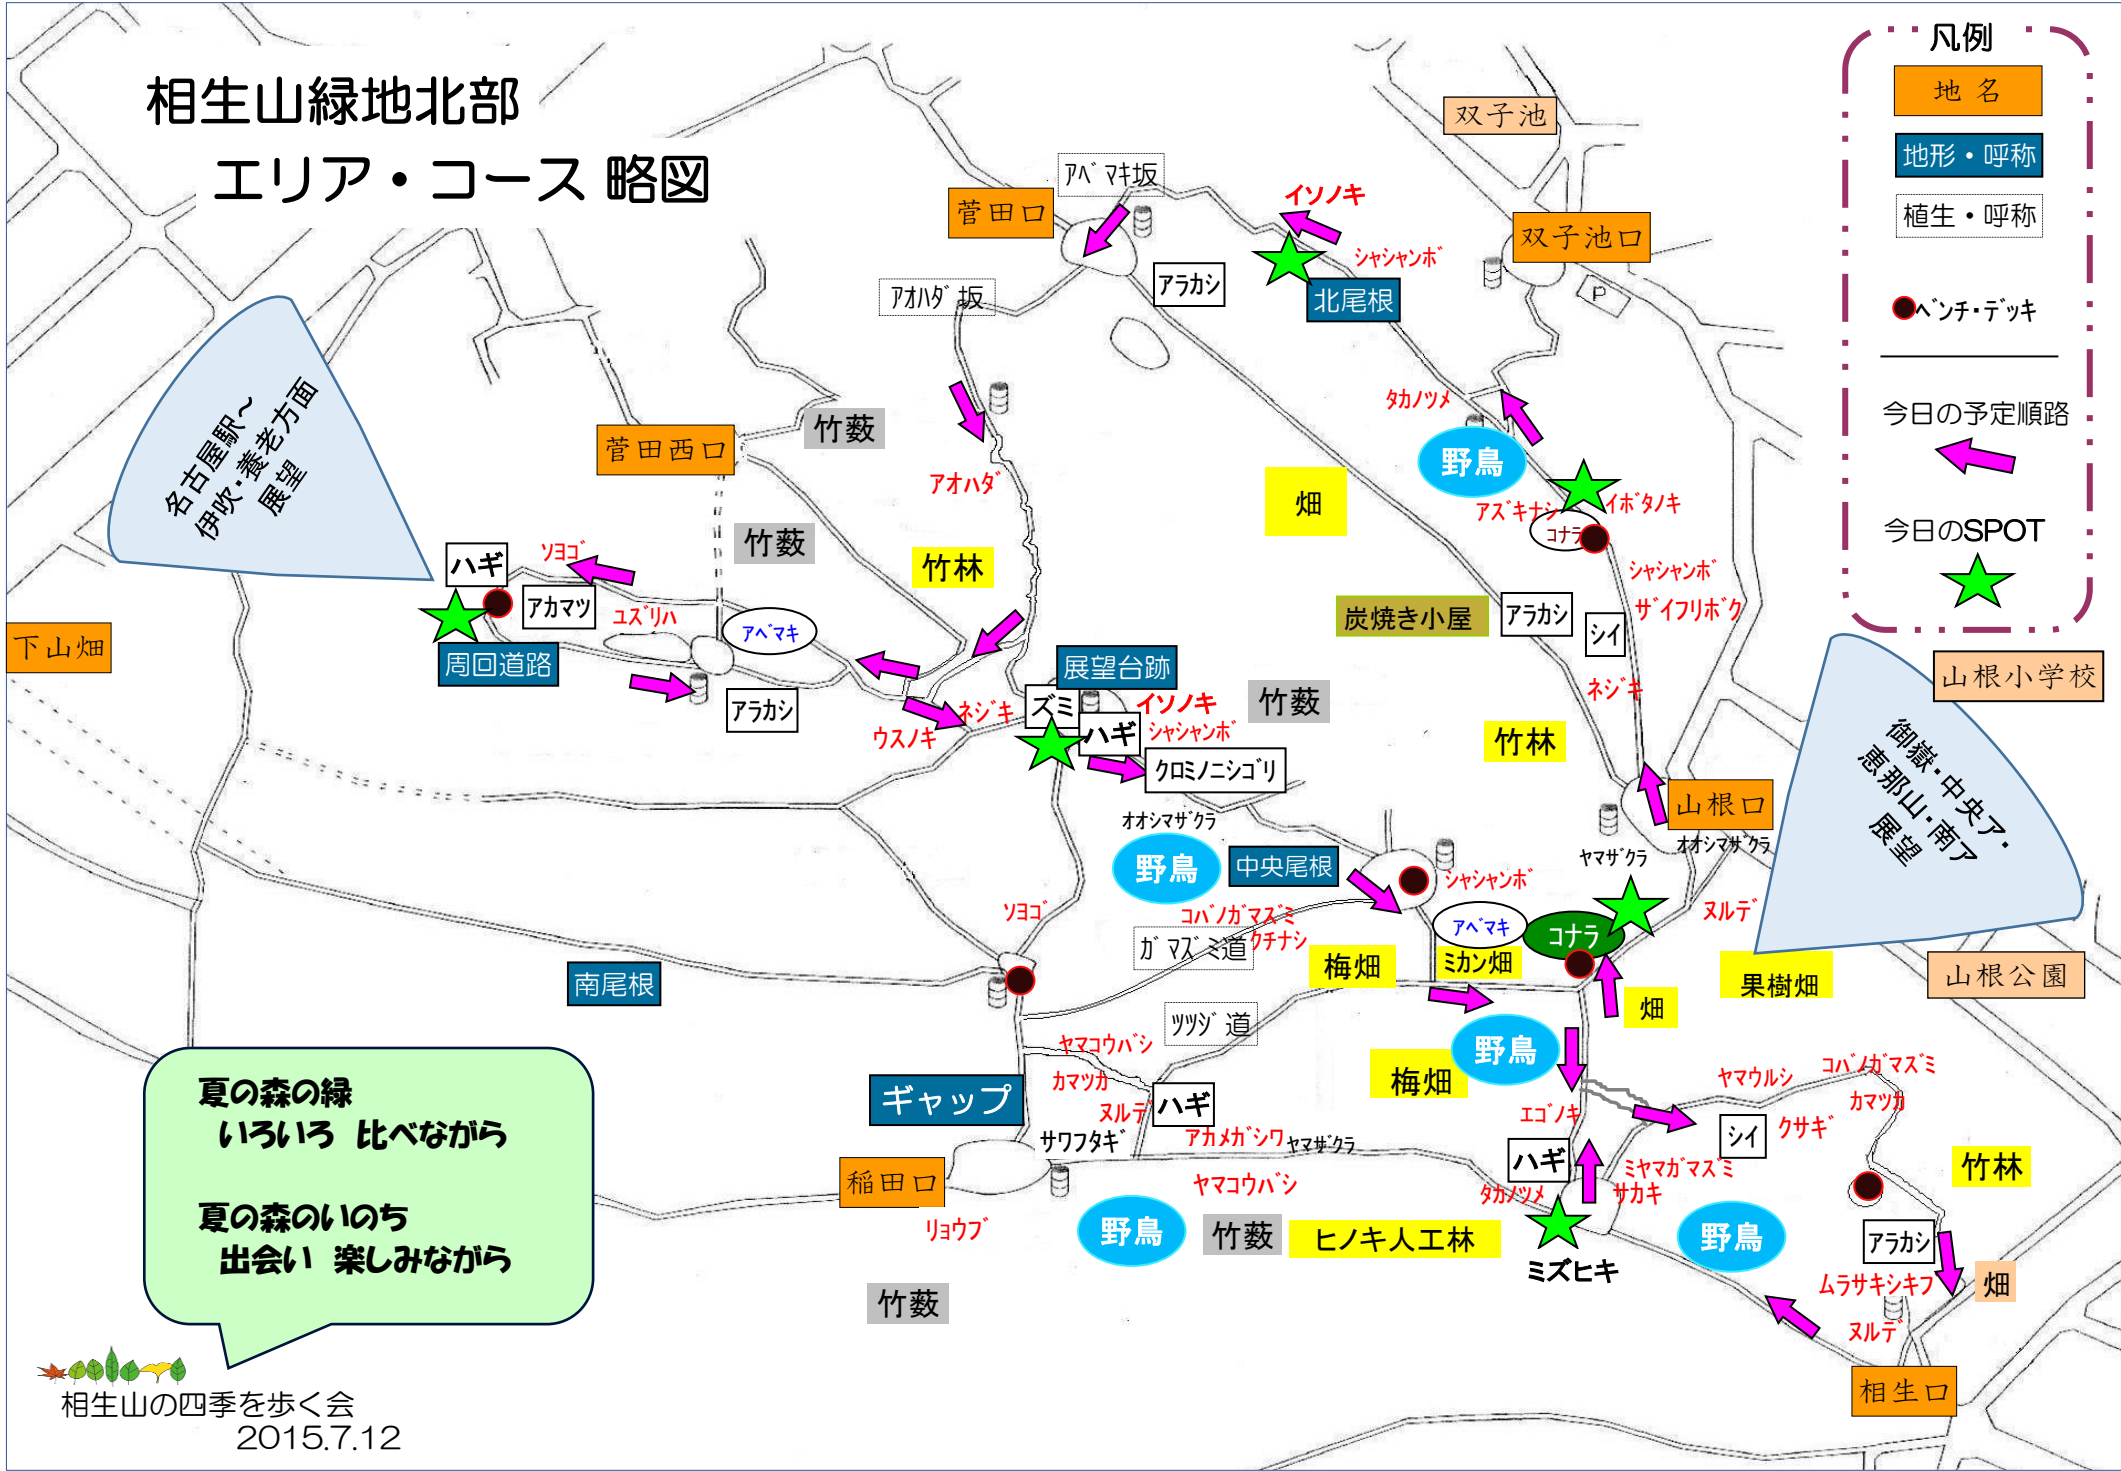 相生山緑地北部
エリア・コース 略図
凡例
地 名
地形・呼称
植生・呼称
ベンチ・デッキ
今日の予定順路
今日のSPOT
双子池
アベマキ坂
菅田口
イソノキ
双子池口
シャシャンボ
アラカシ
アオハダ坂
北尾根
P
名古屋駅～
伊吹・養老方面
展望
タカノツメ
竹薮
菅田西口
野鳥
アオハダ
畑
アズキナシ
イボタノキ
コナラ
竹薮
竹林
ハギ
ソヨゴ
シャシャンボ
アカマツ
ユズリハ
アベマキ
炭焼き小屋
アラカシ
シイ
ザイフリボク
下山畑
周回道路
展望台跡
山根小学校
アラカシ
ネジキ
ズミ
イソノキ
竹薮
ネジキ
ウスノキ
ハギ
シャシャンボ
竹林
クロミノニシゴリ
御嶽・中央ア・
恵那山・南ア
展望
山根口
オオシマザクラ
オオシマザクラ
ヤマザクラ
野鳥
中央尾根
シャシャンボ
ソヨゴ
コバノガマズミ
クチナシ
アベマキ
コナラ
ヌルデ
ガマズミ道
梅畑
ミカン畑
南尾根
果樹畑
山根公園
畑
ツツジ道
野鳥
ヤマコウバシ
梅畑
カマツカ
ギャップ
ヌルデ
ハギ
エゴノキ
ヤマウルシ
コバノガマズミ
カマツカ
サワフタギ
アカメガシワ
ヤマザクラ
シイ
クサギ
稲田口
ハギ
ミヤマガマズミ
竹林
ヤマコウバシ
タカノツメ
サカキ
リョウブ
野鳥
竹薮
ヒノキ人工林
野鳥
アラカシ
ミズヒキ
ムラサキシキブ
畑
竹薮
ヌルデ
相生口
夏の森の緑
いろいろ 比べながら
夏の森のいのち
出会い 楽しみながら
相生山の四季を歩く会
2015.7.12